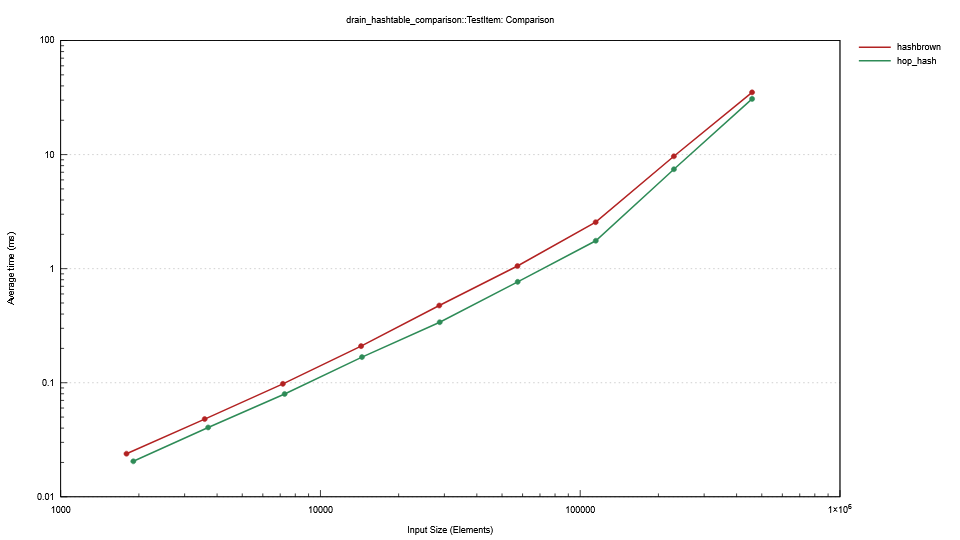 drain_hashtable_comparison::TestItem: Comparison
hashbrown
hop_hash
100
10
1
0.1
0.01
Average time (ms)
1000
10000
100000
1×10⁶
Input Size (Elements)